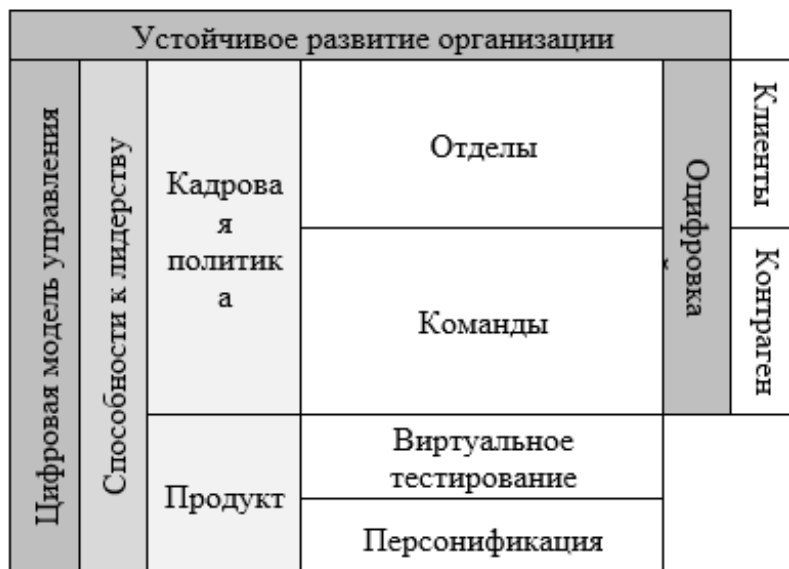 Устойчивое развитие организации
Цифровая модель управления
Способности к лидерству
Кадрова
я
политик
а
Отделы
Команды
Оцифровка
Клиенты
Контраген
Продукт
Виртуальное
тестирование
Персонификация